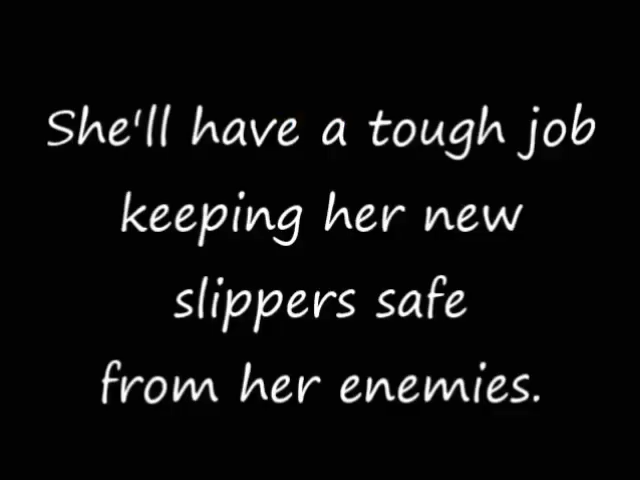 She'll have a tough job
keeping her new
slippers safe
from her enemies.